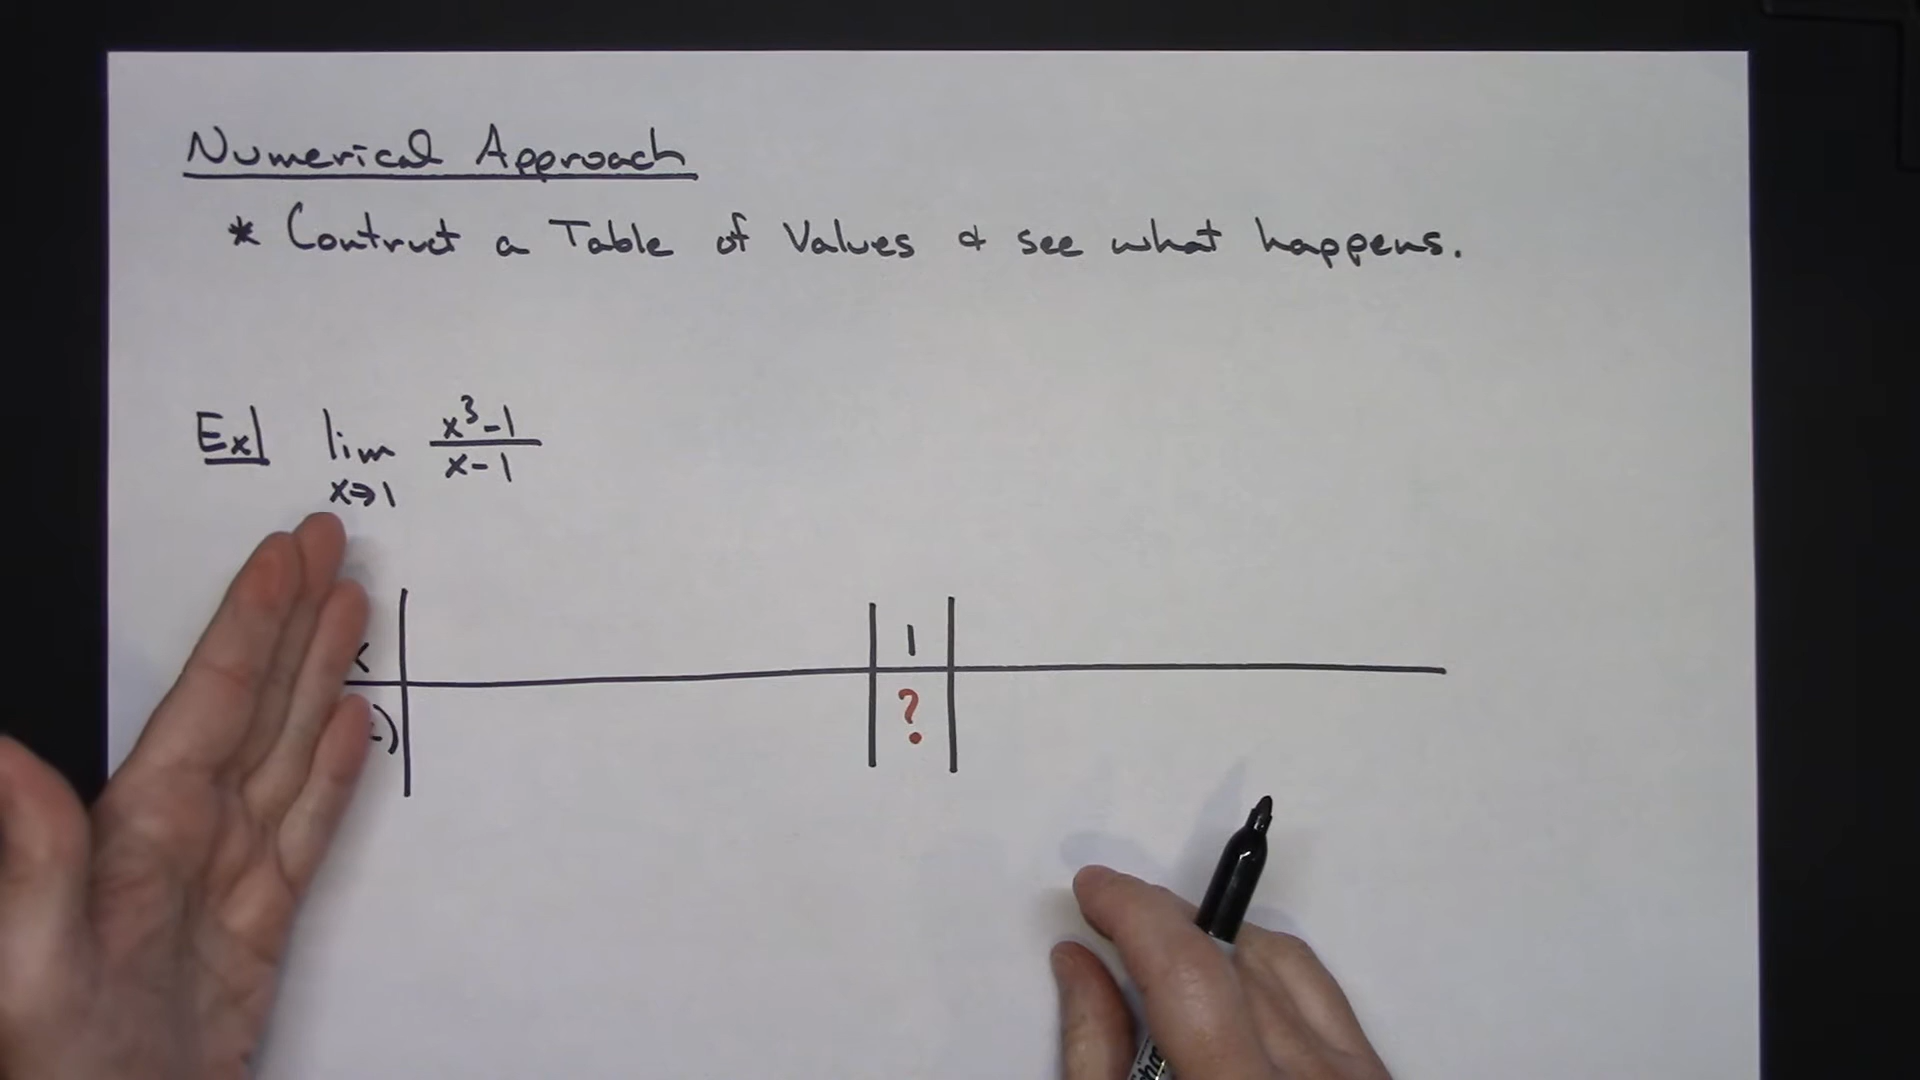 Numerical Approach
* Contruct a Table of Values & see what happens.
Ex| lim x→1 x³-1 / x-1
x 1
) ?